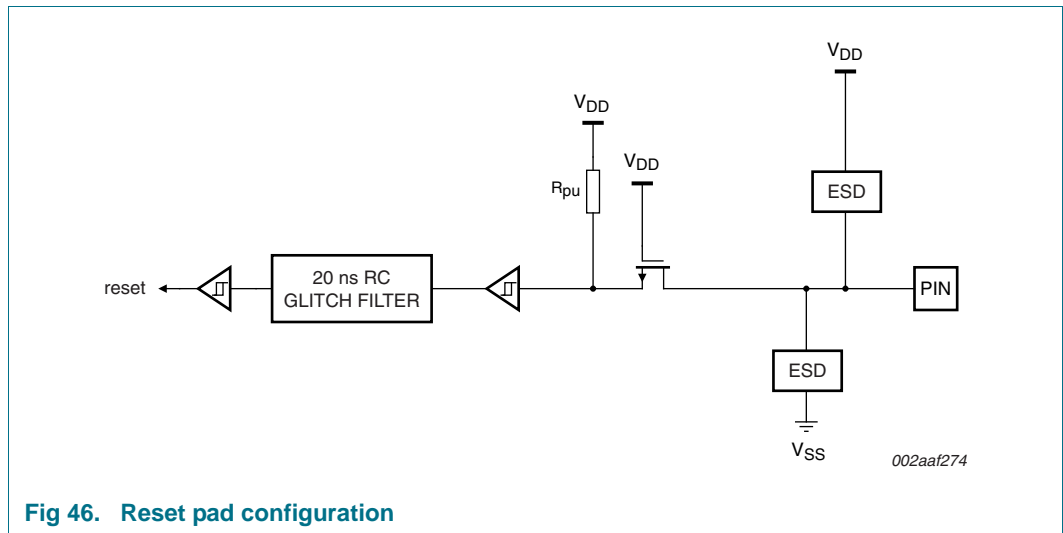 VDD
VDD
VDD
Rpu
ESD
reset
20 ns RC
GLITCH FILTER
PIN
ESD
VSS
002aaf274
Fig 46. Reset pad configuration